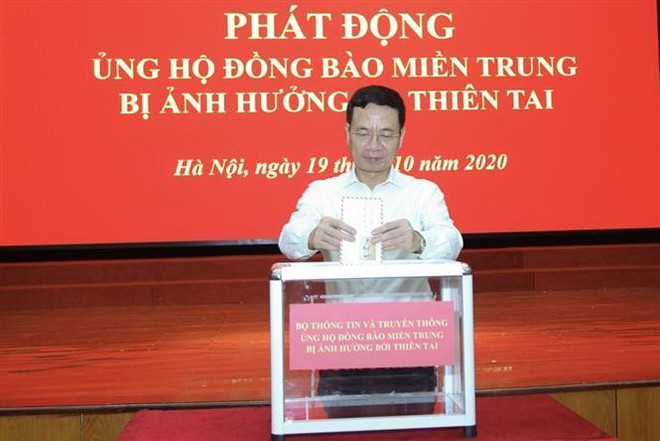 PHÁT ĐỘNG
ỦNG HỘ ĐỒNG BÀO MIỀN TRUNG
BỊ ẢNH HƯỞNG THIÊN TAI
Hà Nội, ngày 19 10 năm 2020
BỘ THÔNG TIN VÀ TRUYỀN THÔNG
ỦNG HỘ ĐỒNG BÀO MIỀN TRUNG
BỊ ẢNH HƯỞNG BỞI THIÊN TAI